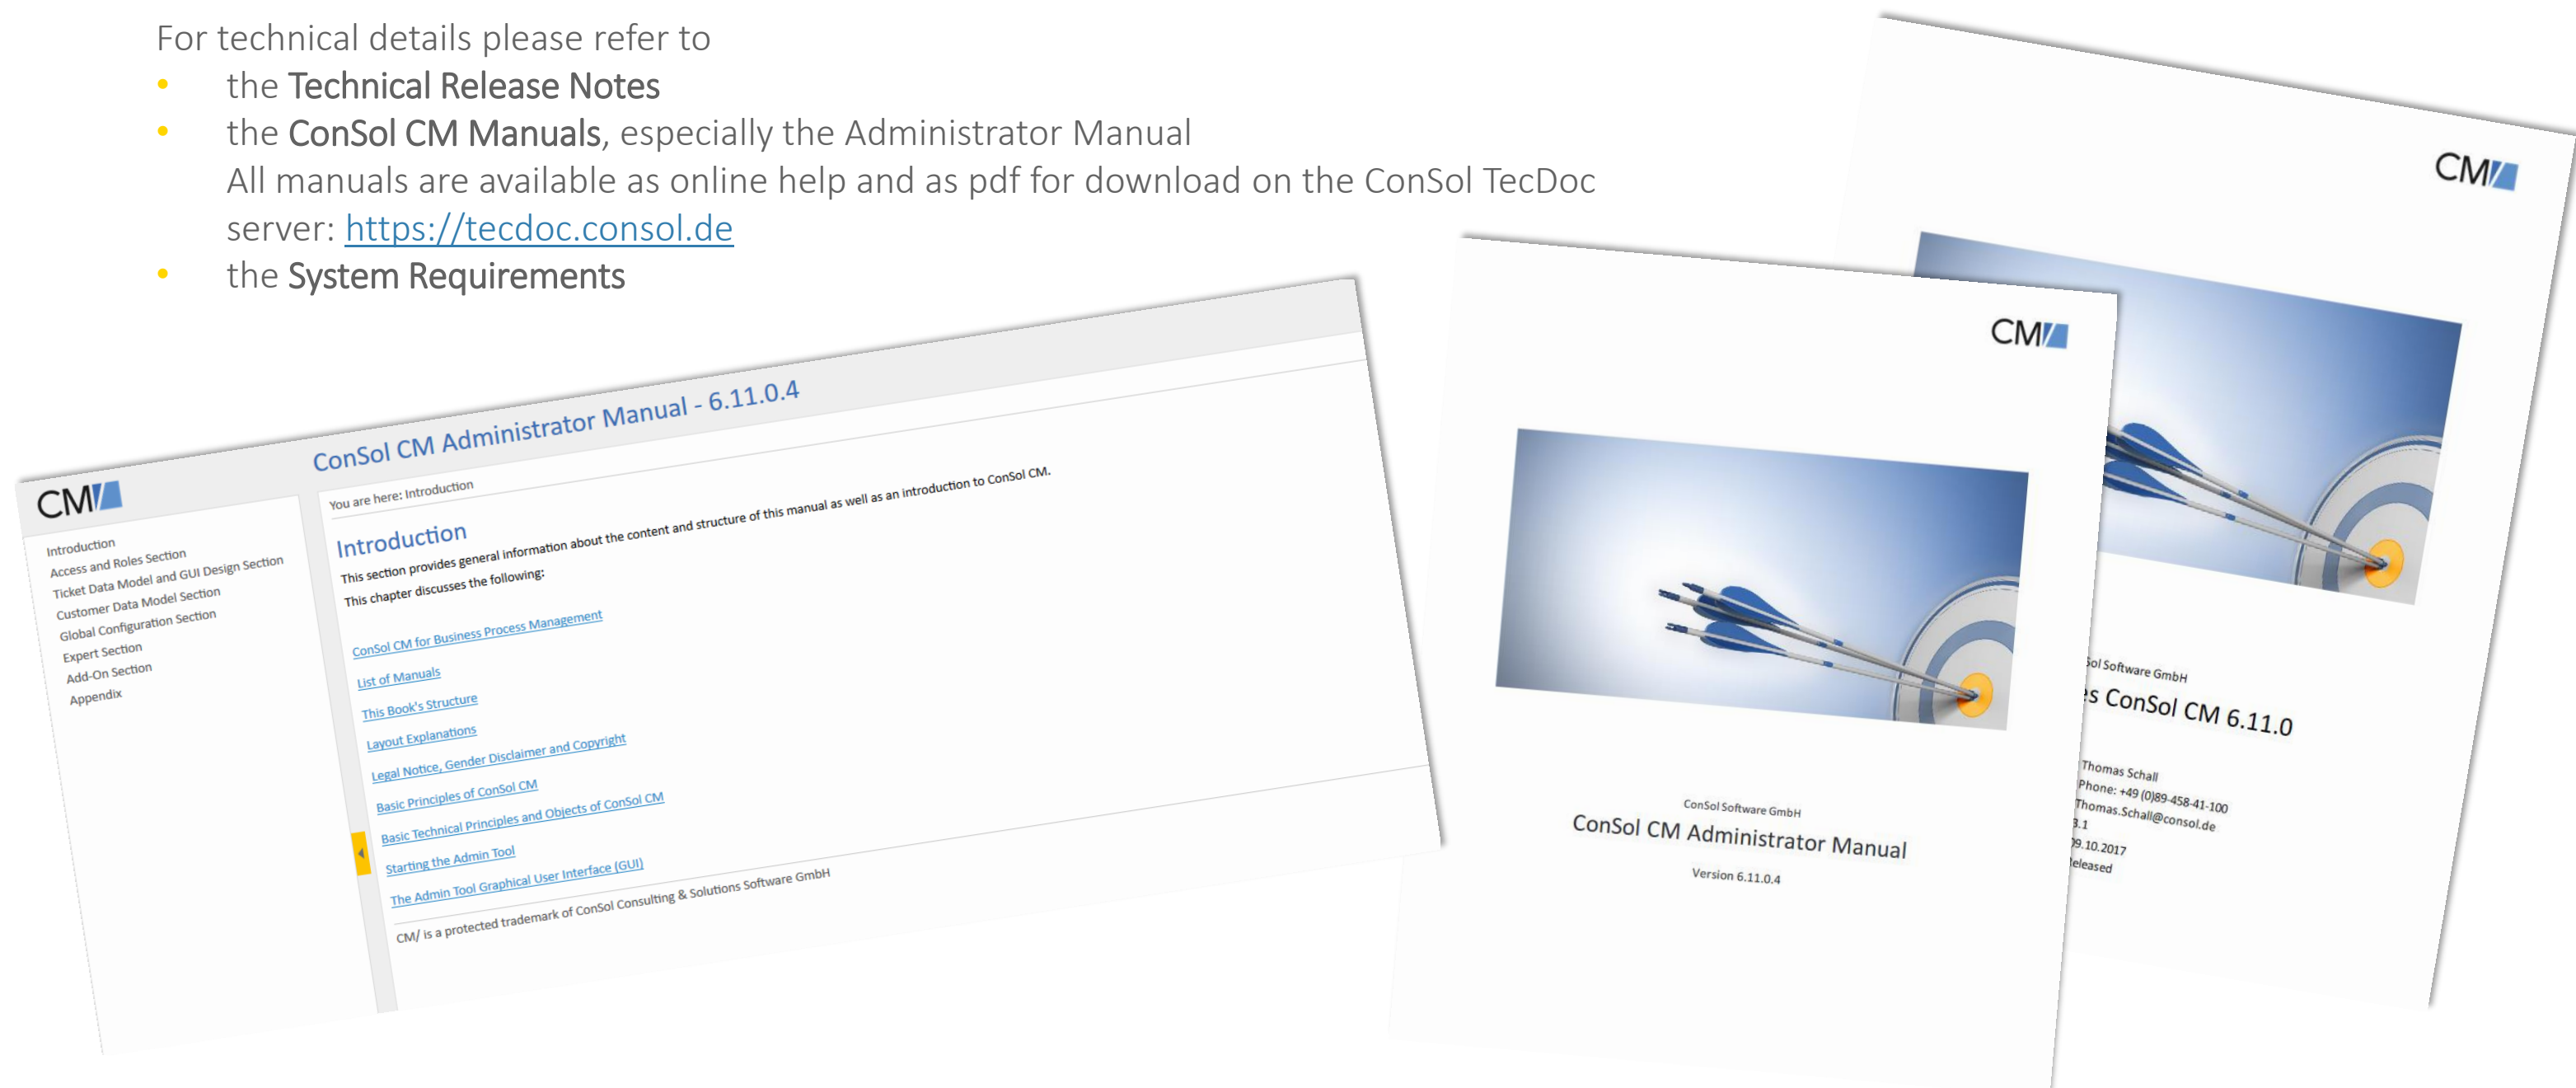 For technical details please refer to
• the Technical Release Notes
• the ConSol CM Manuals, especially the Administrator Manual
All manuals are available as online help and as pdf for download on the ConSol TecDoc
server: https://tecdoc.consol.de
• the System Requirements
CM/
ConSol CM Administrator Manual - 6.11.0.4
Introduction
Access and Roles Section
Ticket Data Model and GUI Design Section
Customer Data Model Section
Global Configuration Section
Expert Section
Add-On Section
Appendix
You are here: Introduction
Introduction
This section provides general information about the content and structure of this manual as well as an introduction to ConSol CM.
This chapter discusses the following:
ConSol CM for Business Process Management
List of Manuals
This Book's Structure
Layout Explanations
Legal Notice, Gender Disclaimer and Copyright
Basic Principles of ConSol CM
Basic Technical Principles and Objects of ConSol CM
Starting the Admin Tool
The Admin Tool Graphical User Interface (GUI)
CM/ is a protected trademark of ConSol Consulting & Solutions Software GmbH
CM/
ConSol Software GmbH
ConSol CM Administrator Manual
Version 6.11.0.4
CM/
Software GmbH
ConSol CM 6.11.0
Thomas Schall
Phone: +49 (0)89-458-41-100
Thomas.Schall@consol.de
.10.2017